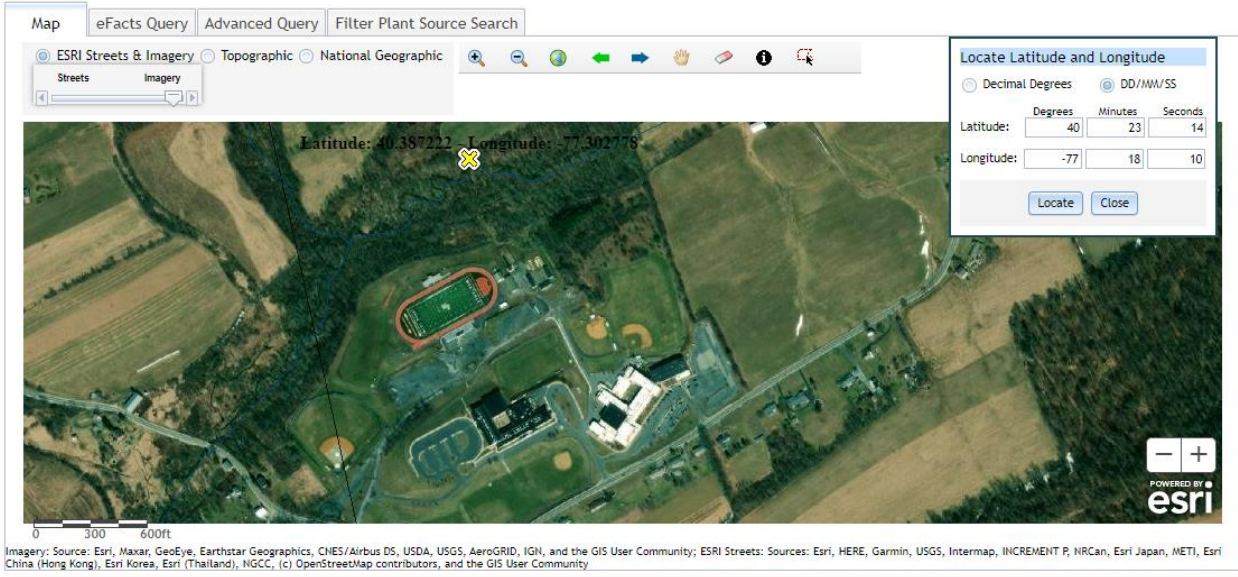 Map
eFacts Query
Advanced Query
Filter Plant Source Search
ESRI Streets & Imagery
Topographic
National Geographic
Streets
Imagery
Locate Latitude and Longitude
Decimal Degrees
DD/MM/SS
Degrees Minutes Seconds
Latitude: 40 23 14
Longitude: -77 18 10
Locate Close
Latitude: 40.387222 - Longitude: -77.302778
POWERED BY
esri
0 300 600ft
Imagery: Source: Esri, Maxar, GeoEye, Earthstar Geographics, CNES/Airbus DS, USDA, USGS, AeroGRID, IGN, and the GIS User Community; ESRI Streets: Sources: Esri, HERE, Garmin, USGS, Intermap, INCREMENT P, NRCan, Esri Japan, METI, Esri
China (Hong Kong), Esri Korea, Esri (Thailand), NGCC, (c) OpenStreetMap contributors, and the GIS User Community